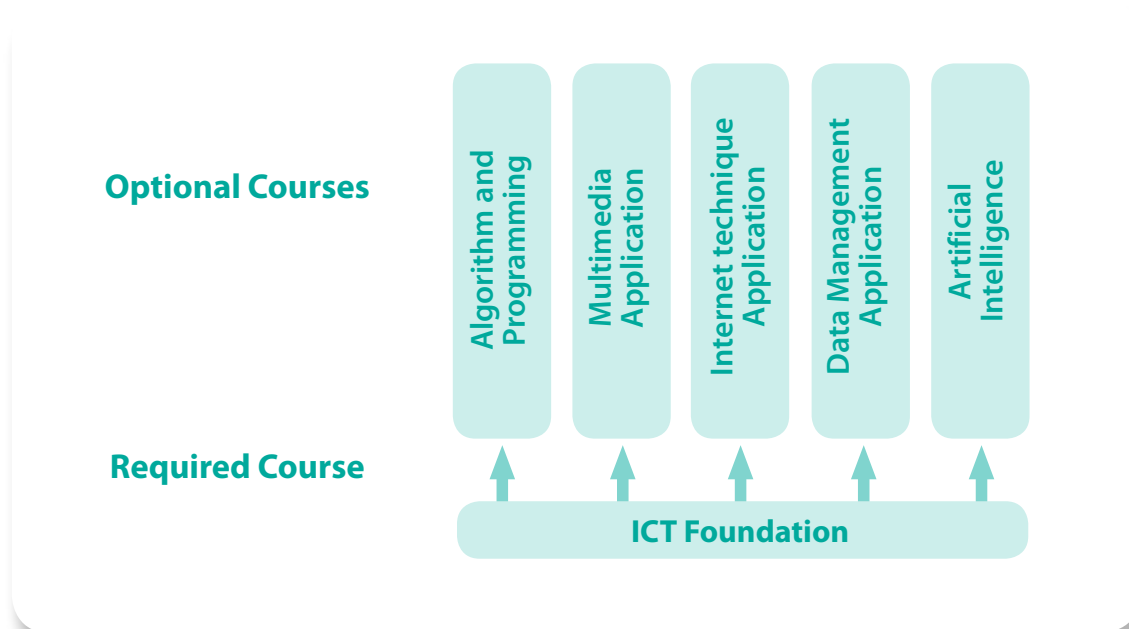 Optional Courses
Algorithm and
Programming
Multimedia
Application
Internet technique
Application
Data Management
Application
Artificial
Intelligence
Required Course
ICT Foundation